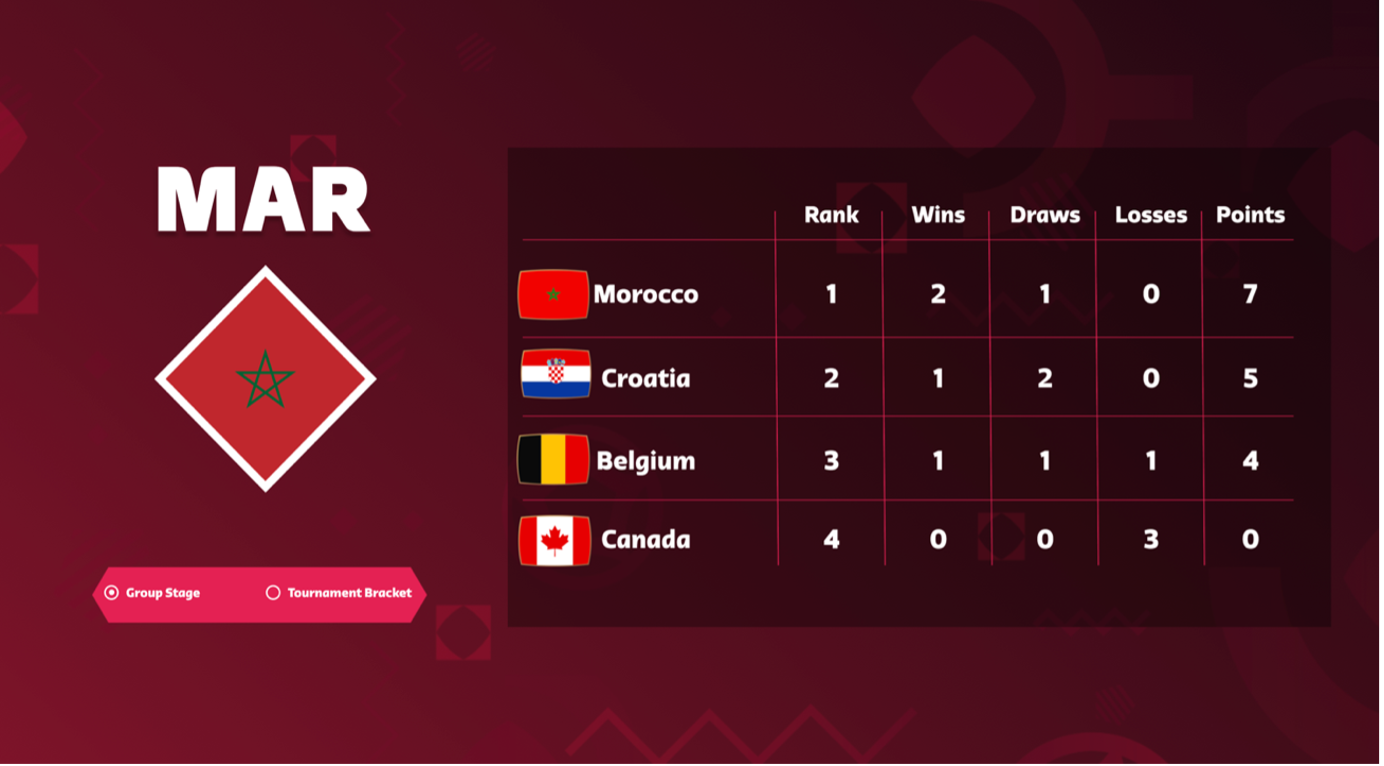 MAR
Group Stage
Tournament Bracket
Rank Wins Draws Losses Points
Morocco 1 2 1 0 7
Croatia 2 1 2 0 5
Belgium 3 1 1 1 4
Canada 4 0 0 3 0